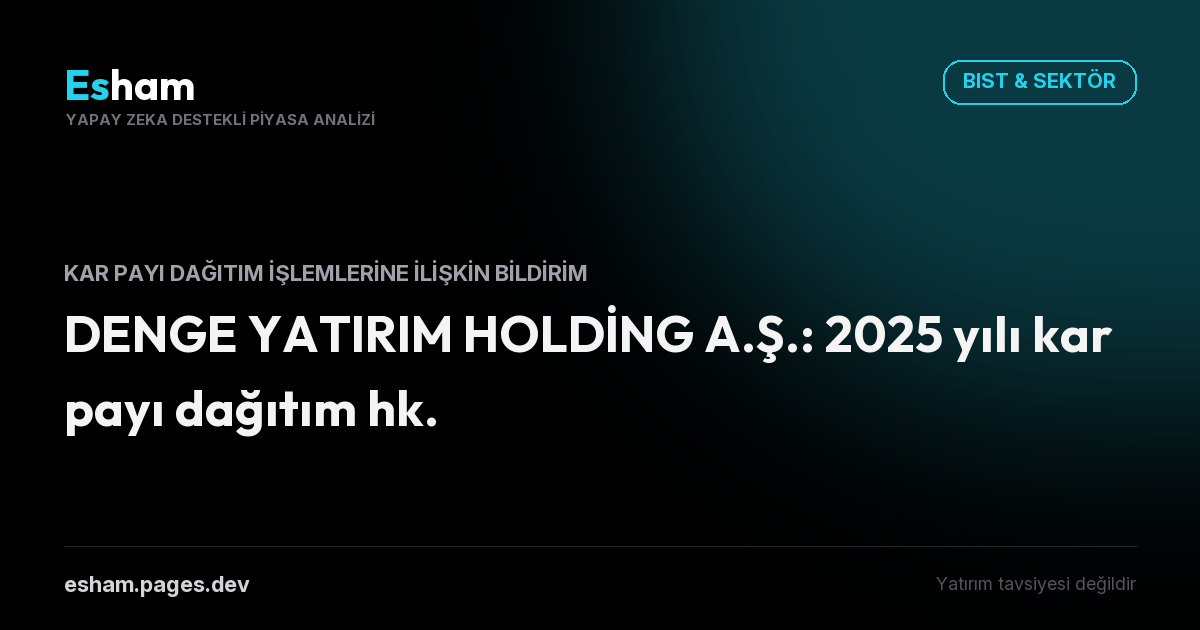 Esham
YAPAY ZEKA DESTEKLİ PİYASA ANALİZİ
BIST & SEKTÖR
KAR PAYI DAĞITIM İŞLEMLERİNE İLİŞKİN BİLDİRİM
DENGE YATIRIM HOLDİNG A.Ş.: 2025 yılı kar
payı dağıtım hk.
esham.pages.dev
Yatırım tavsiyesi değildir